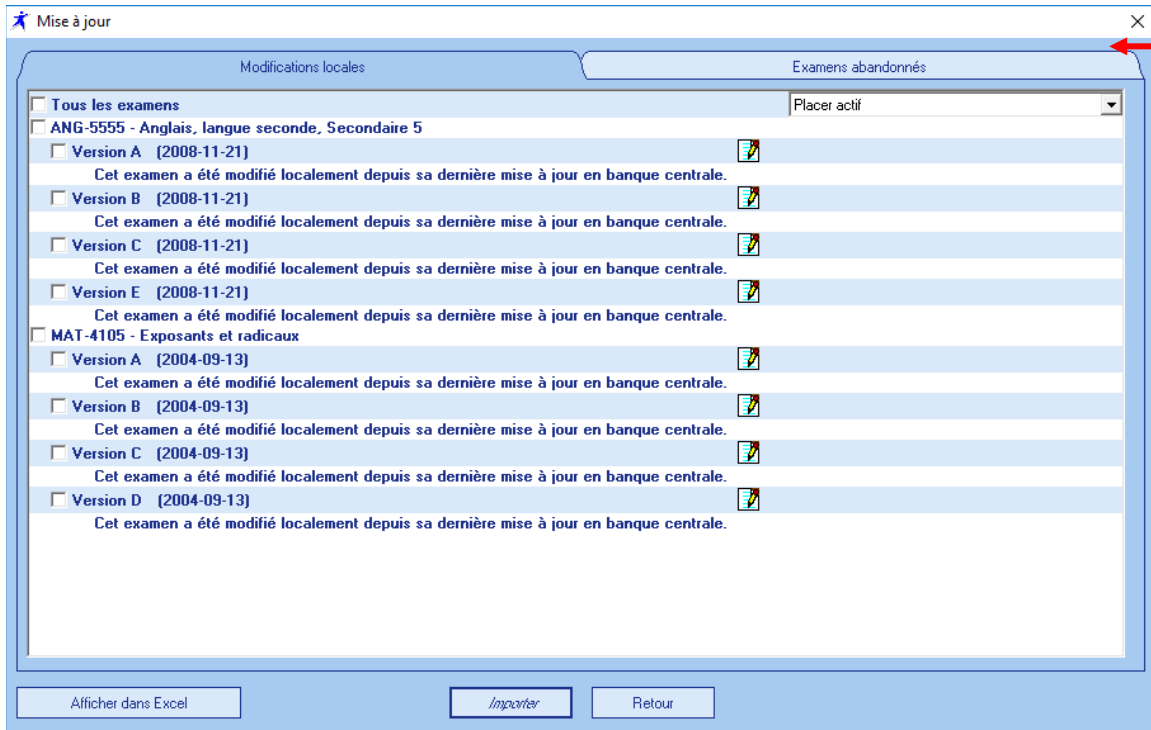 Mise à jour
Modifications locales
Examens abandonnés
Tous les examens
Placer actif
ANG-5555 - Anglais, langue seconde, Secondaire 5
Version A (2008-11-21)
Cet examen a été modifié localement depuis sa dernière mise à jour en banque centrale.
Version B (2008-11-21)
Cet examen a été modifié localement depuis sa dernière mise à jour en banque centrale.
Version C (2008-11-21)
Cet examen a été modifié localement depuis sa dernière mise à jour en banque centrale.
Version E (2008-11-21)
Cet examen a été modifié localement depuis sa dernière mise à jour en banque centrale.
MAT-4105 - Exposants et radicaux
Version A (2004-09-13)
Cet examen a été modifié localement depuis sa dernière mise à jour en banque centrale.
Version B (2004-09-13)
Cet examen a été modifié localement depuis sa dernière mise à jour en banque centrale.
Version C (2004-09-13)
Cet examen a été modifié localement depuis sa dernière mise à jour en banque centrale.
Version D (2004-09-13)
Cet examen a été modifié localement depuis sa dernière mise à jour en banque centrale.
Afficher dans Excel
Importer
Retour